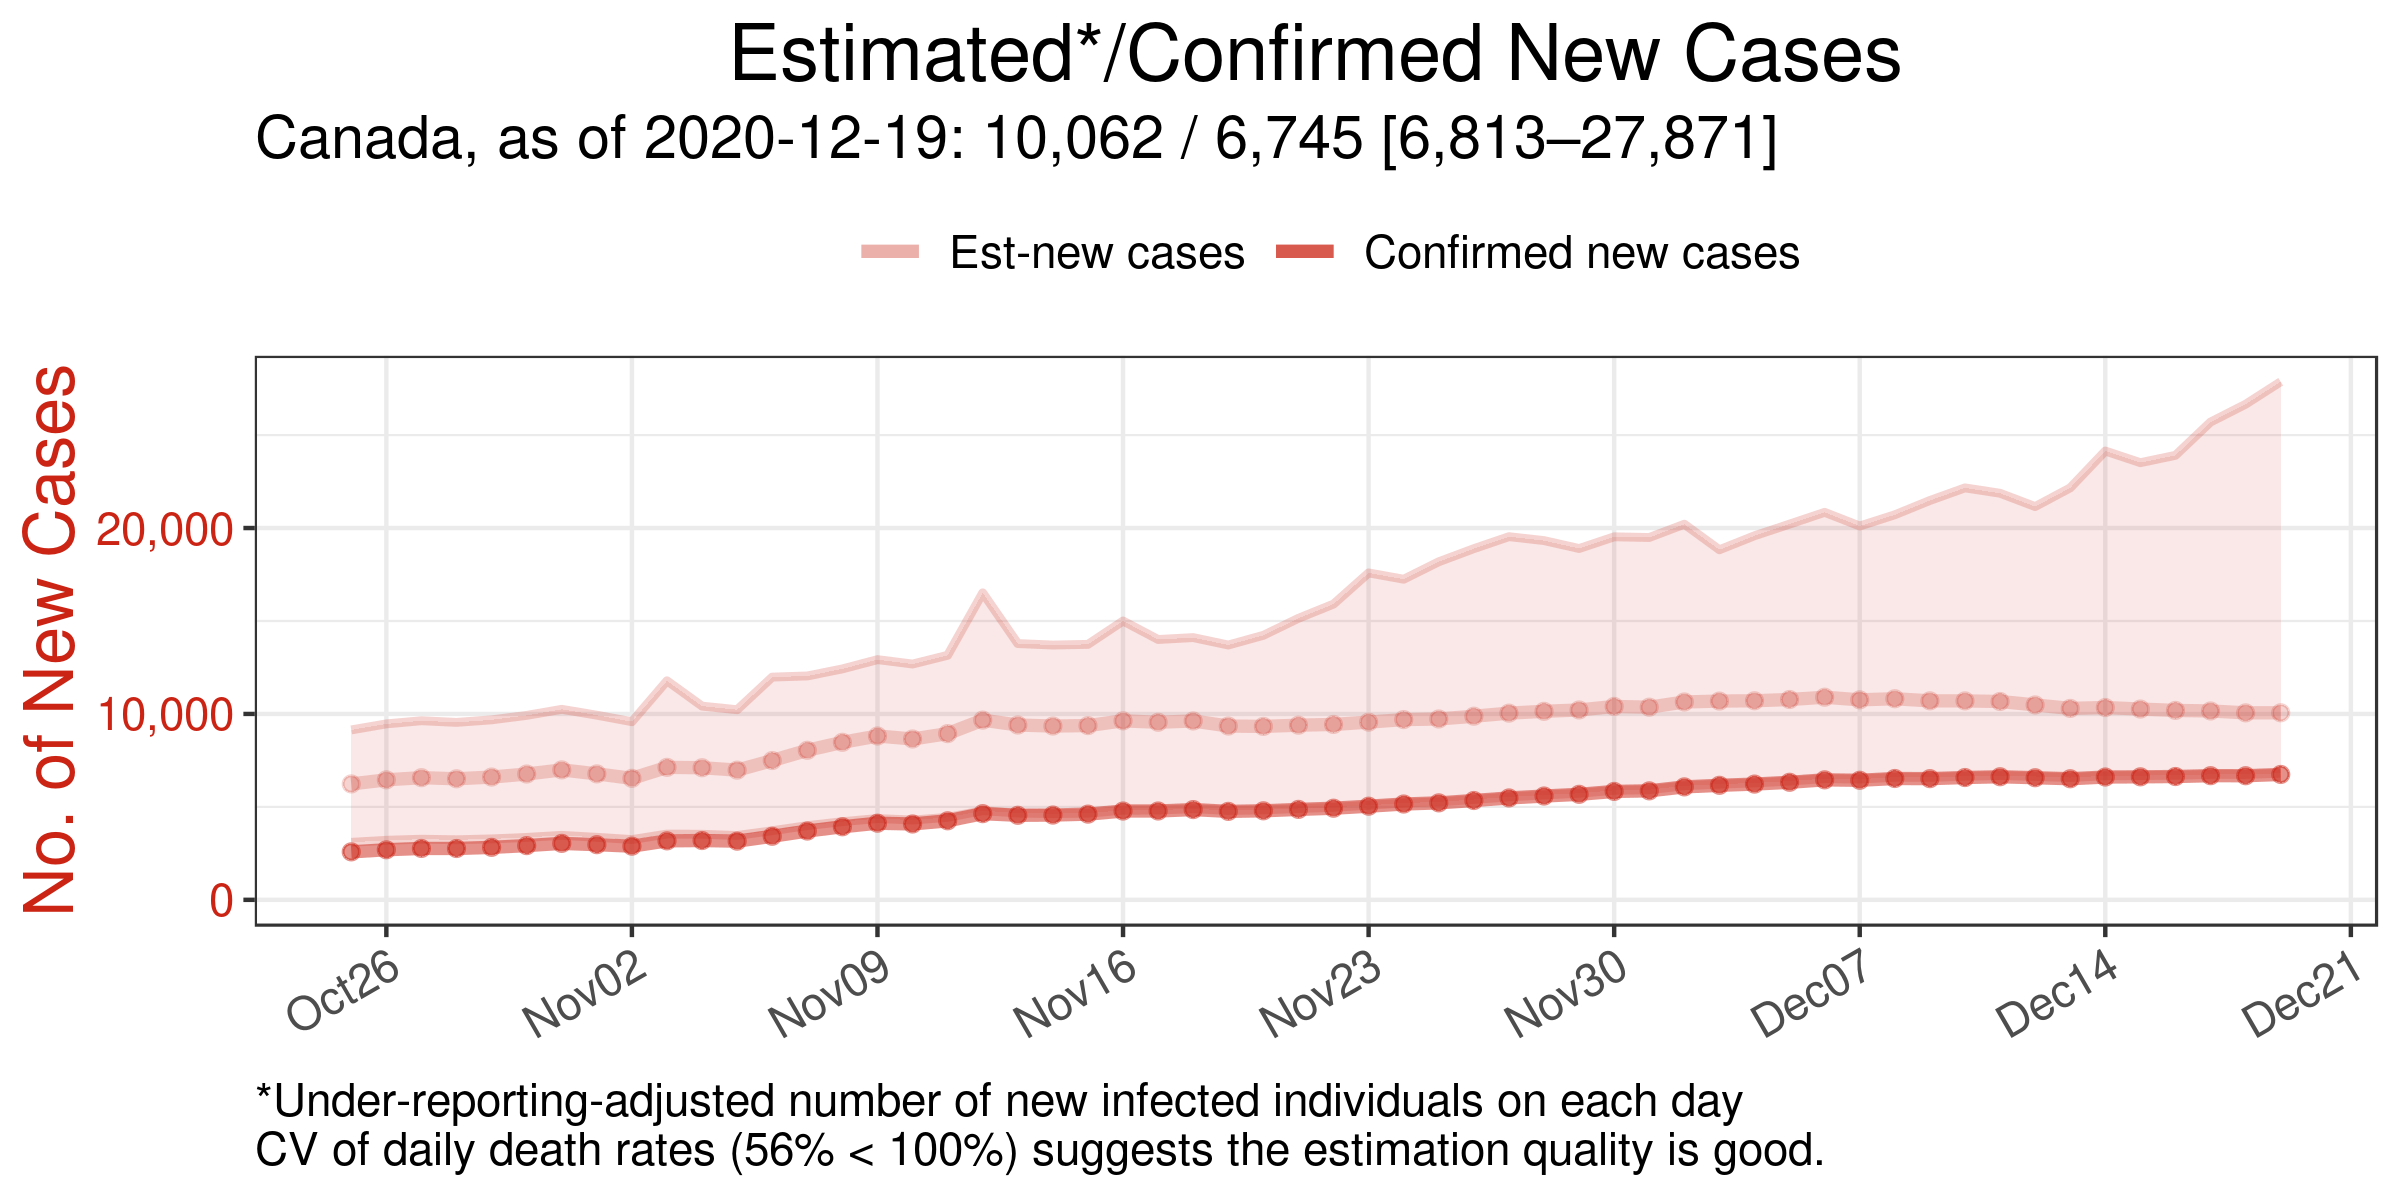 Estimated*/Confirmed New Cases
Canada, as of 2020-12-19: 10,062 / 6,745 [6,813–27,871]
Est-new cases
Confirmed new cases
No. of New Cases
20,000
10,000
0
Oct26
Nov02
Nov09
Nov16
Nov23
Nov30
Dec07
Dec14
Dec21
*Under-reporting-adjusted number of new infected individuals on each day
CV of daily death rates (56% < 100%) suggests the estimation quality is good.